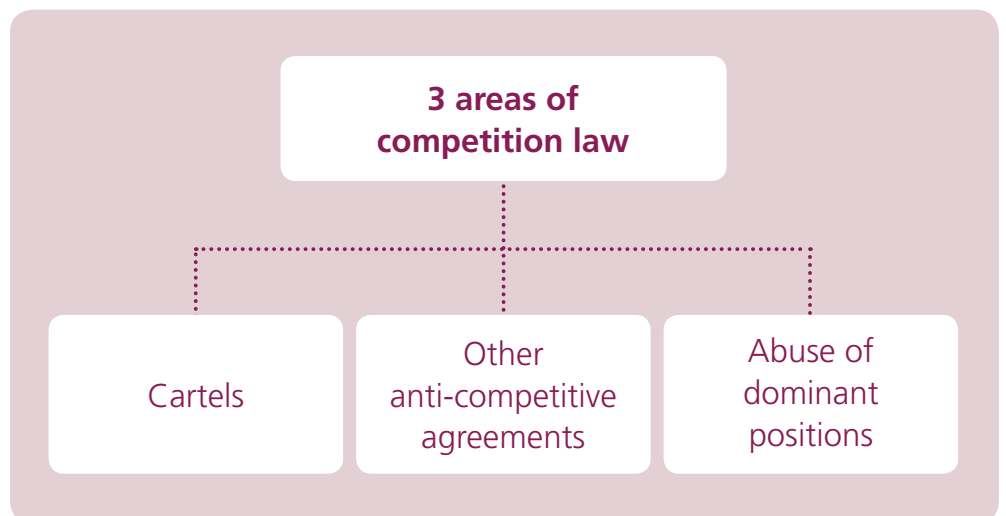 3 areas of
competition law
Cartels
Other
anti-competitive
agreements
Abuse of
dominant
positions